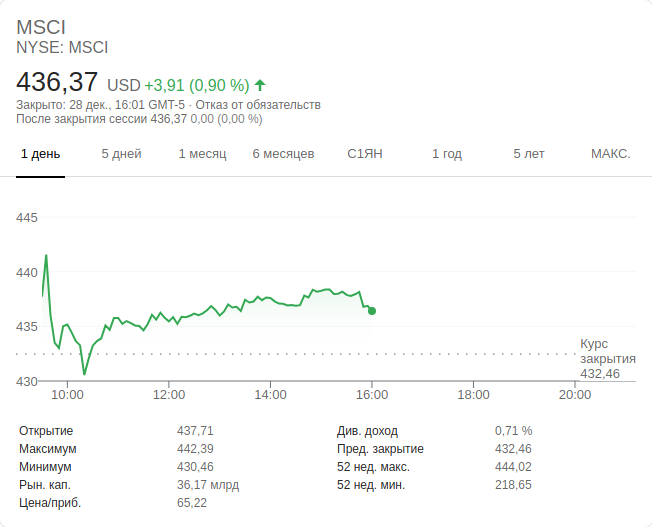 MSCI
NYSE: MSCI
436,37 USD +3,91 (0,90 %)
Закрыто: 28 дек., 16:01 GMT-5 · Отказ от обязательств
После закрытия сессии 436,37 0,00 (0,00 %)
1 день 5 дней 1 месяц 6 месяцев С1ЯН 1 год 5 лет МАКС.
445
440
435
Курс
закрытия
432,46
430
10:00 12:00 14:00 16:00 18:00 20:00
Открытие 437,71 Див. доход 0,71 %
Максимум 442,39 Пред. закрытие 432,46
Минимум 430,46 52 нед. макс. 444,02
Рын. кап. 36,17 млрд 52 нед. мин. 218,65
Цена/приб. 65,22